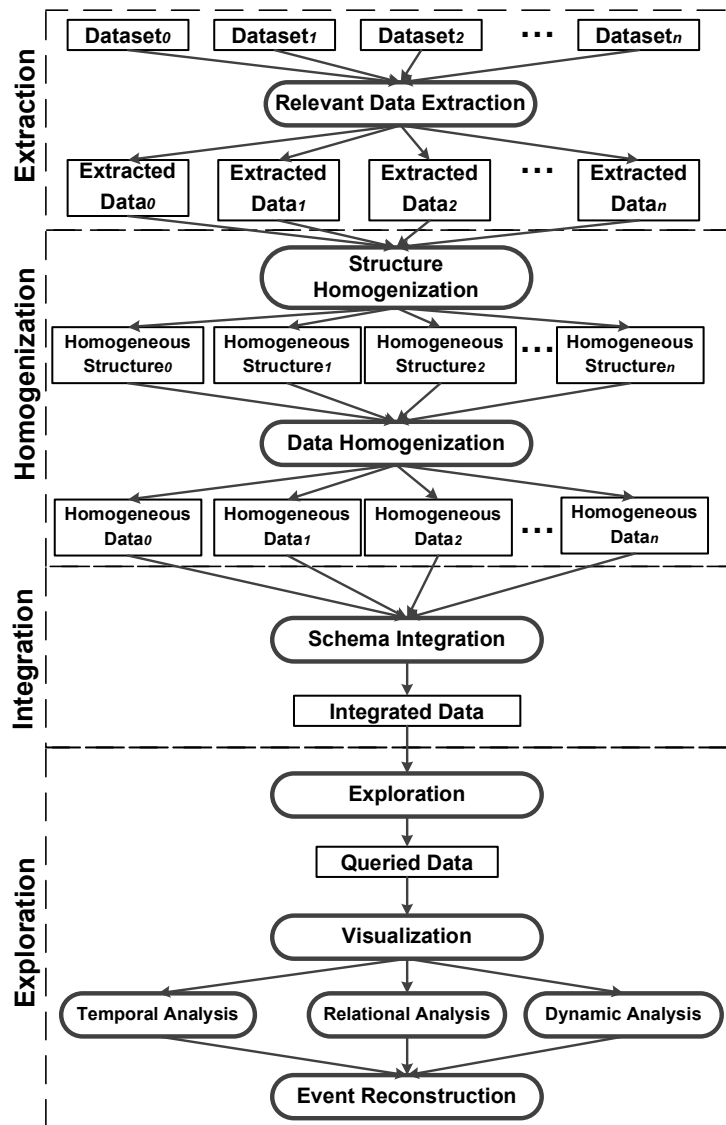 Extraction
Dataset0 Dataset1 Dataset2 ... Datasetn
Relevant Data Extraction
Extracted Data0
Extracted Data1
Extracted Data2
...
Extracted Datan
Homogenization
Structure
Homogenization
Homogeneous
Structure0
Homogeneous
Structure1
Homogeneous
Structure2
...
Homogeneous
Structuren
Data Homogenization
Homogeneous
Data0
Homogeneous
Data1
Homogeneous
Data2
...
Homogeneous
Datan
Integration
Schema Integration
Integrated Data
Exploration
Exploration
Queried Data
Visualization
Temporal Analysis Relational Analysis Dynamic Analysis
Event Reconstruction